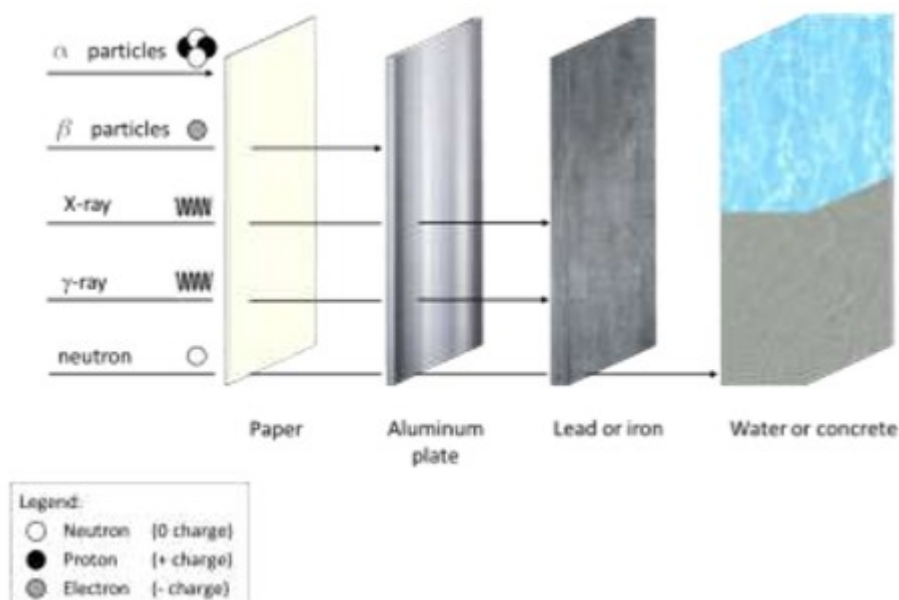 α particles
β particles
X-ray
γ-ray
neutron
Paper
Aluminum
plate
Lead or iron
Water or concrete
Legend:
Neutron (0 charge)
Proton (+ charge)
Electron (- charge)